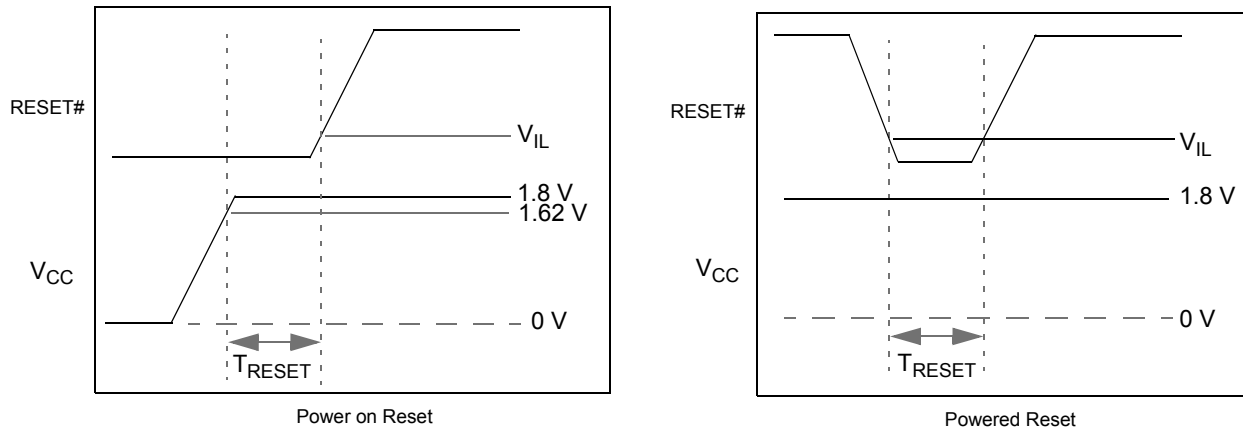 RESET#
VIL
1.8 V
1.62 V
VCC
0 V
TRESET
Power on Reset
RESET#
VIL
1.8 V
VCC
0 V
TRESET
Powered Reset